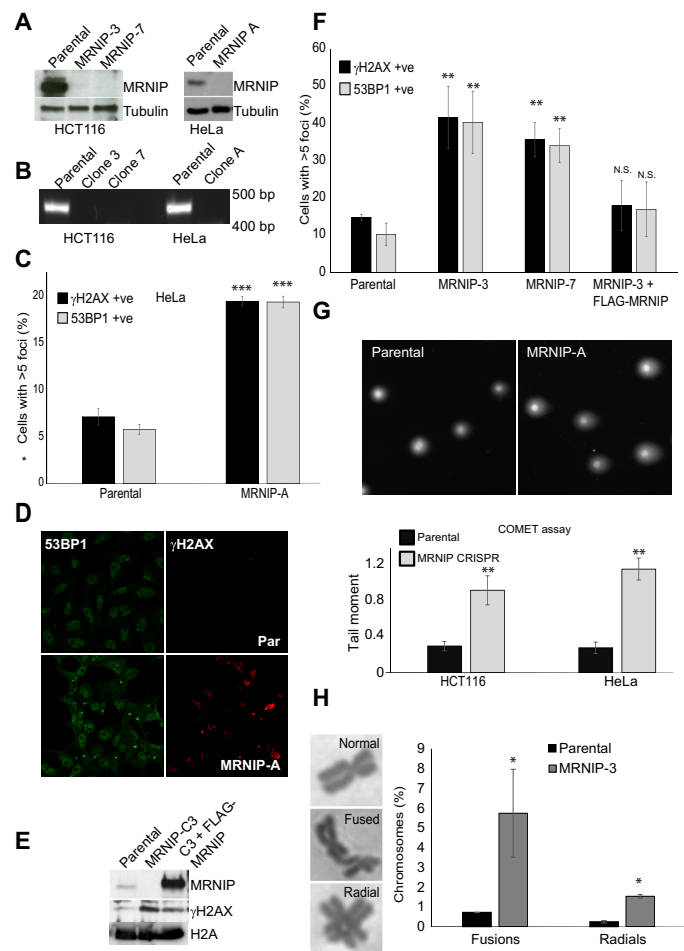 A
Parental
MRNIP-3
MRNIP-7
MRNIP
Tubulin
HCT116
Parental
MRNIP A
MRNIP
Tubulin
HeLa
B
Parental
Clone 3
Clone 7
Parental
Clone A
500 bp
400 bp
HCT116
HeLa
C
Cells with >5 foci (%)
*
20
15
10
5
0
γH2AX +ve
53BP1 +ve
HeLa
***
***
Parental
MRNIP-A
D
53BP1
γH2AX
Par
MRNIP-A
E
Parental
MRNIP-C3
C3 + FLAG-
MRNIP
MRNIP
γH2AX
H2A
F
Cells with >5 foci (%)
60
50
40
30
20
10
0
γH2AX +ve
53BP1 +ve
**
**
**
**
N.S.
N.S.
Parental
MRNIP-3
MRNIP-7
MRNIP-3 +
FLAG-MRNIP
G
Parental
MRNIP-A
COMET assay
Parental
MRNIP CRISPR
Tail moment
1.2
0.8
0.4
0
**
**
HCT116
HeLa
H
Normal
Fused
Radial
Chromosomes (%)
9
8
7
6
5
4
3
2
1
0
Parental
MRNIP-3
*
*
Fusions
Radials